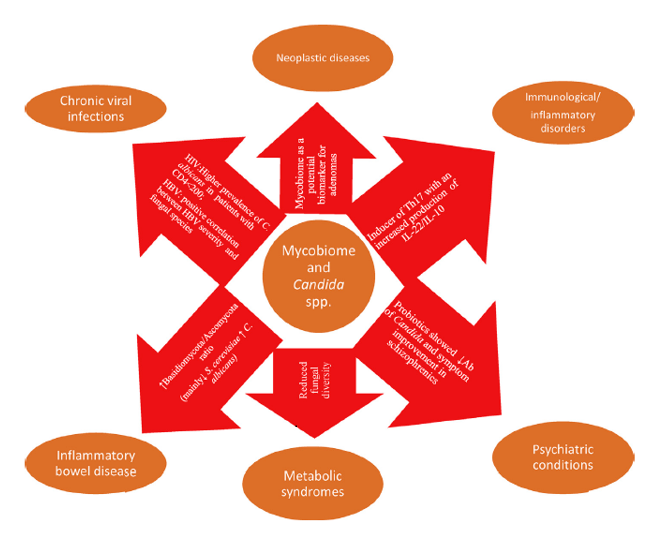 Neoplastic diseases
Chronic viral
infections
Immunological/
inflammatory
disorders
Mycobiome as a
potential
biomarker for
adenomas
HIV:Higher prevalence of C.
albicans in patients with
CD4<200;
HBV: positive correlation
between HBV severity and
fungal species
Inducer of Th17 with an
increased production of
IL-22/IL-10
Mycobiome
and
Candida
spp.
↑Basidiomycota/Ascomycota
ratio
(mainly↓ S. cerevisiae ↑ C.
albicans)
Reduced
fungal
diversity
Probiotics showed ↓Ab
of Candida and symptom
improvement in
schizophrenics
Inflammatory
bowel disease
Metabolic
syndromes
Psychiatric
conditions